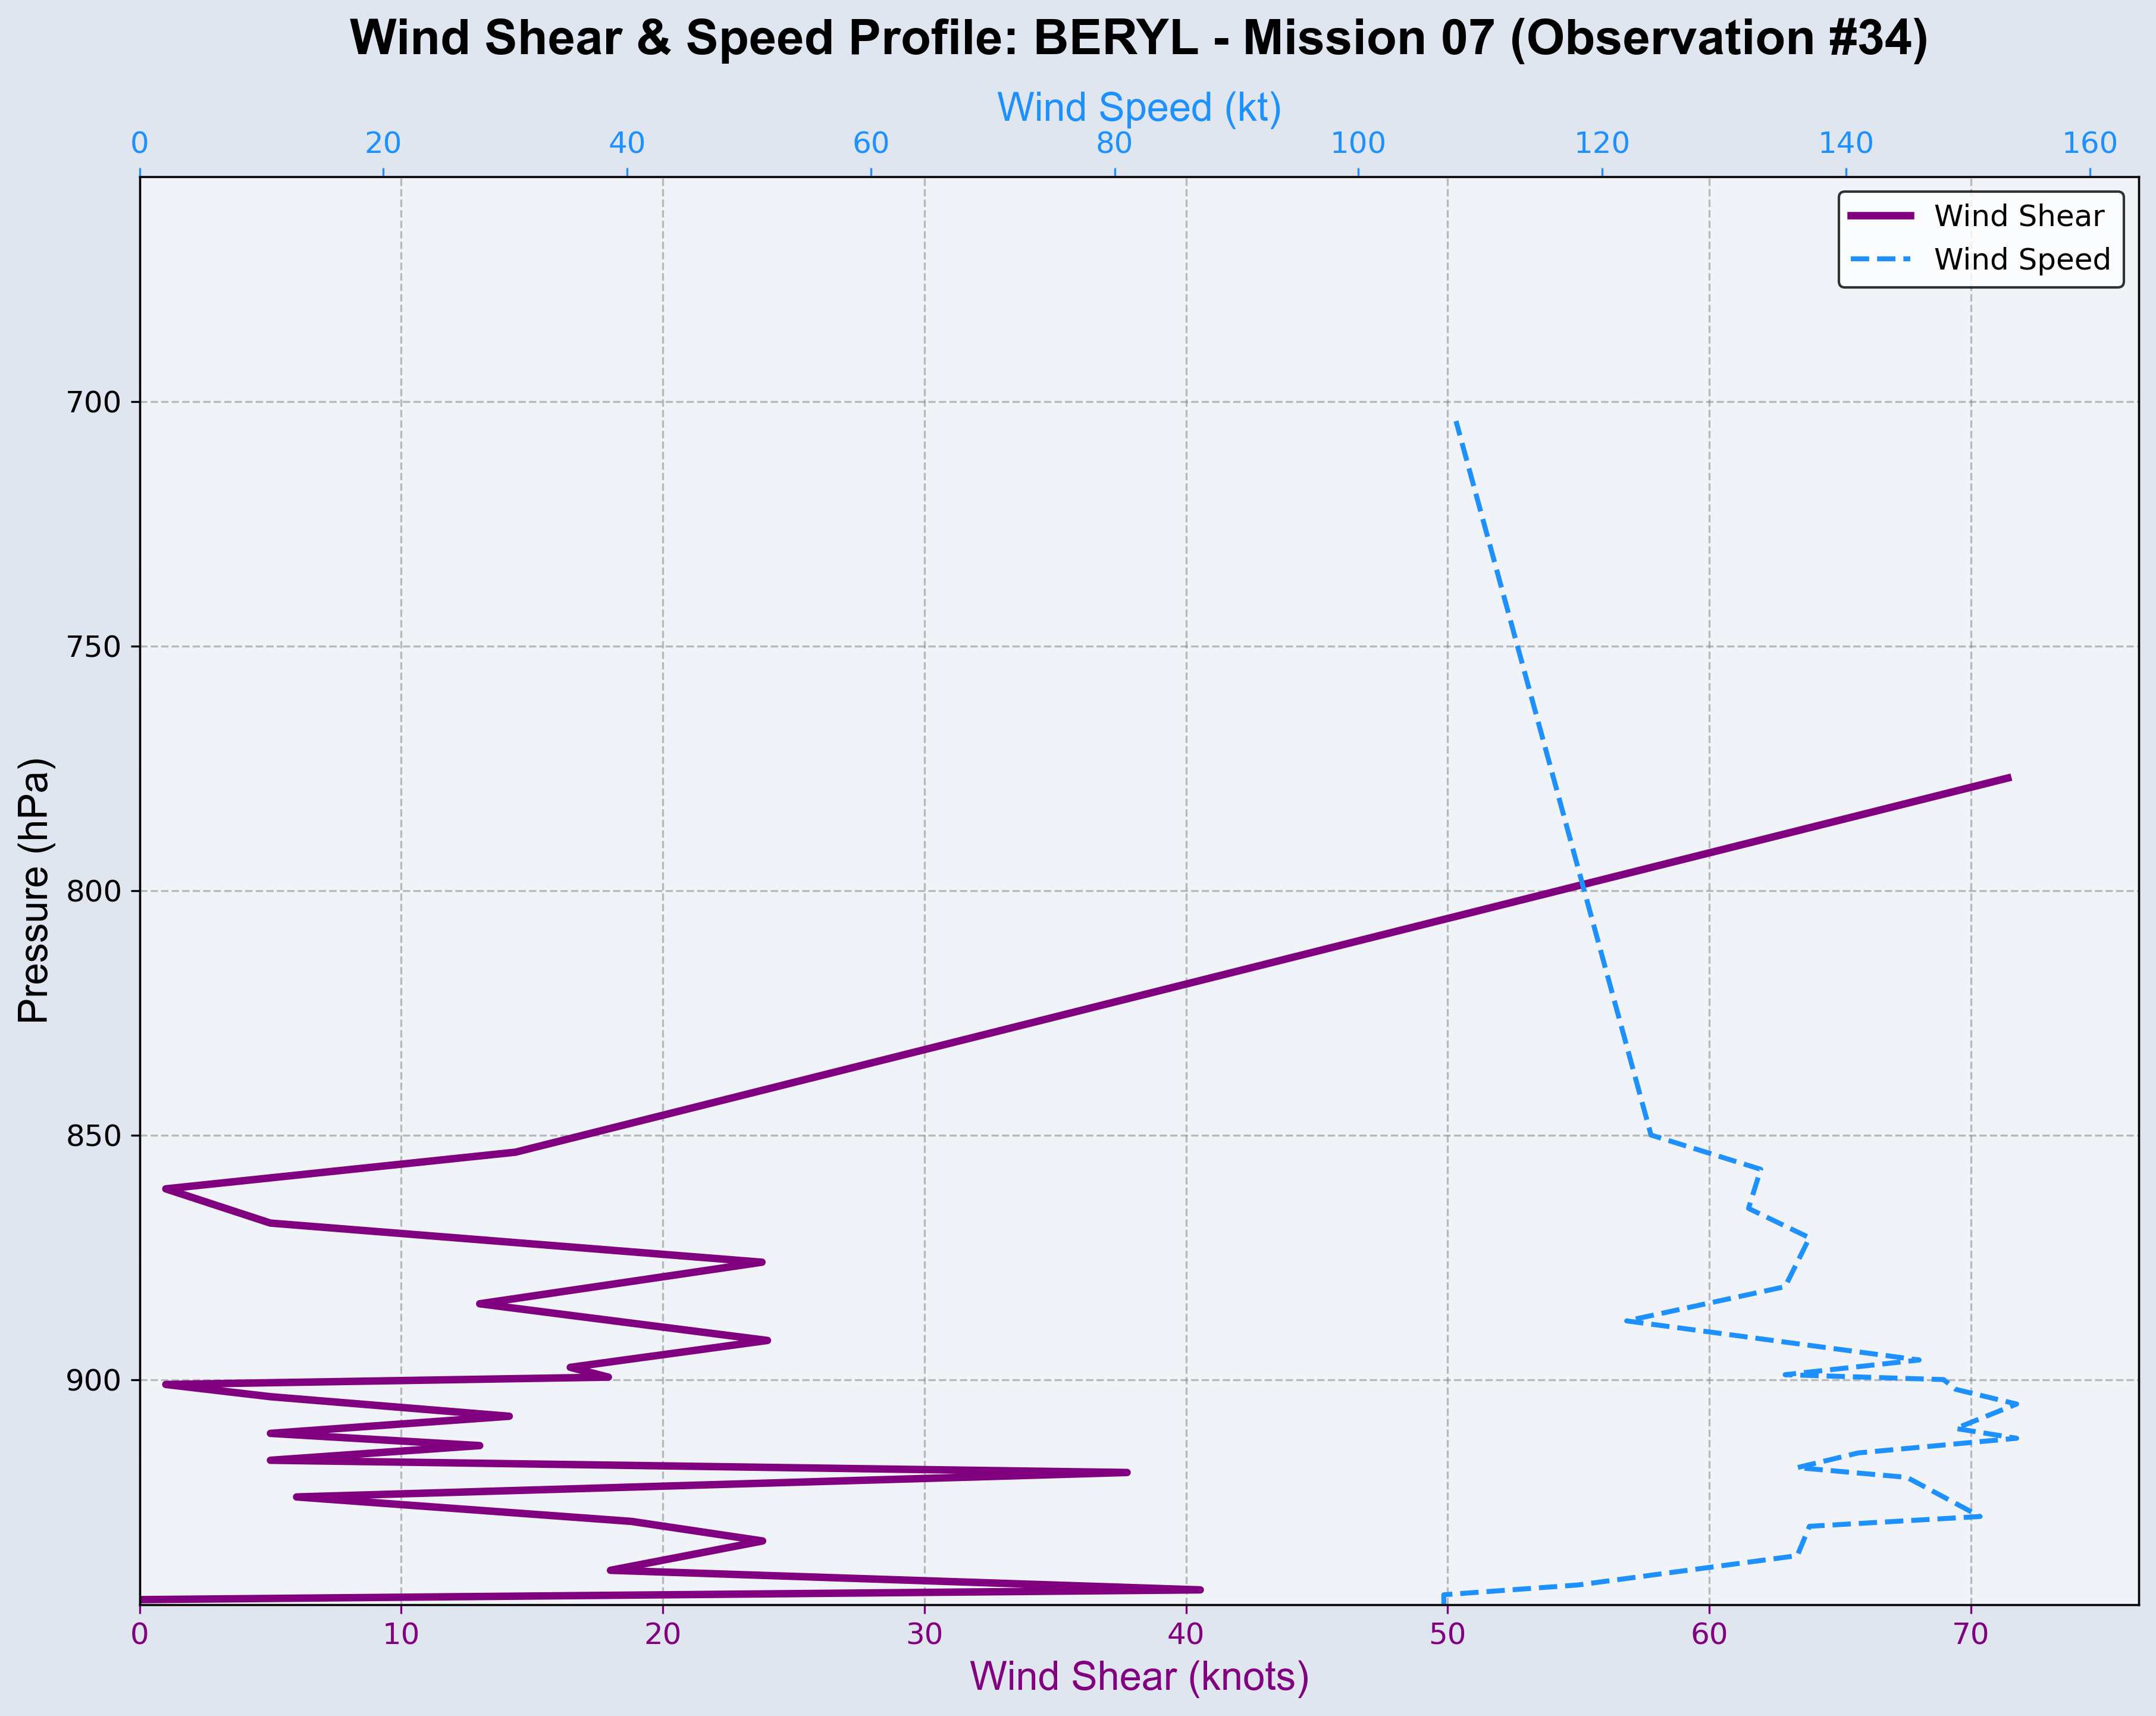 Wind Shear & Speed Profile: BERYL - Mission 07 (Observation #34)
Wind Speed (kt)
0 20 40 60 80 100 120 140 160
Wind Shear
Wind Speed
Pressure (hPa)
700
750
800
850
900
0 10 20 30 40 50 60 70
Wind Shear (knots)